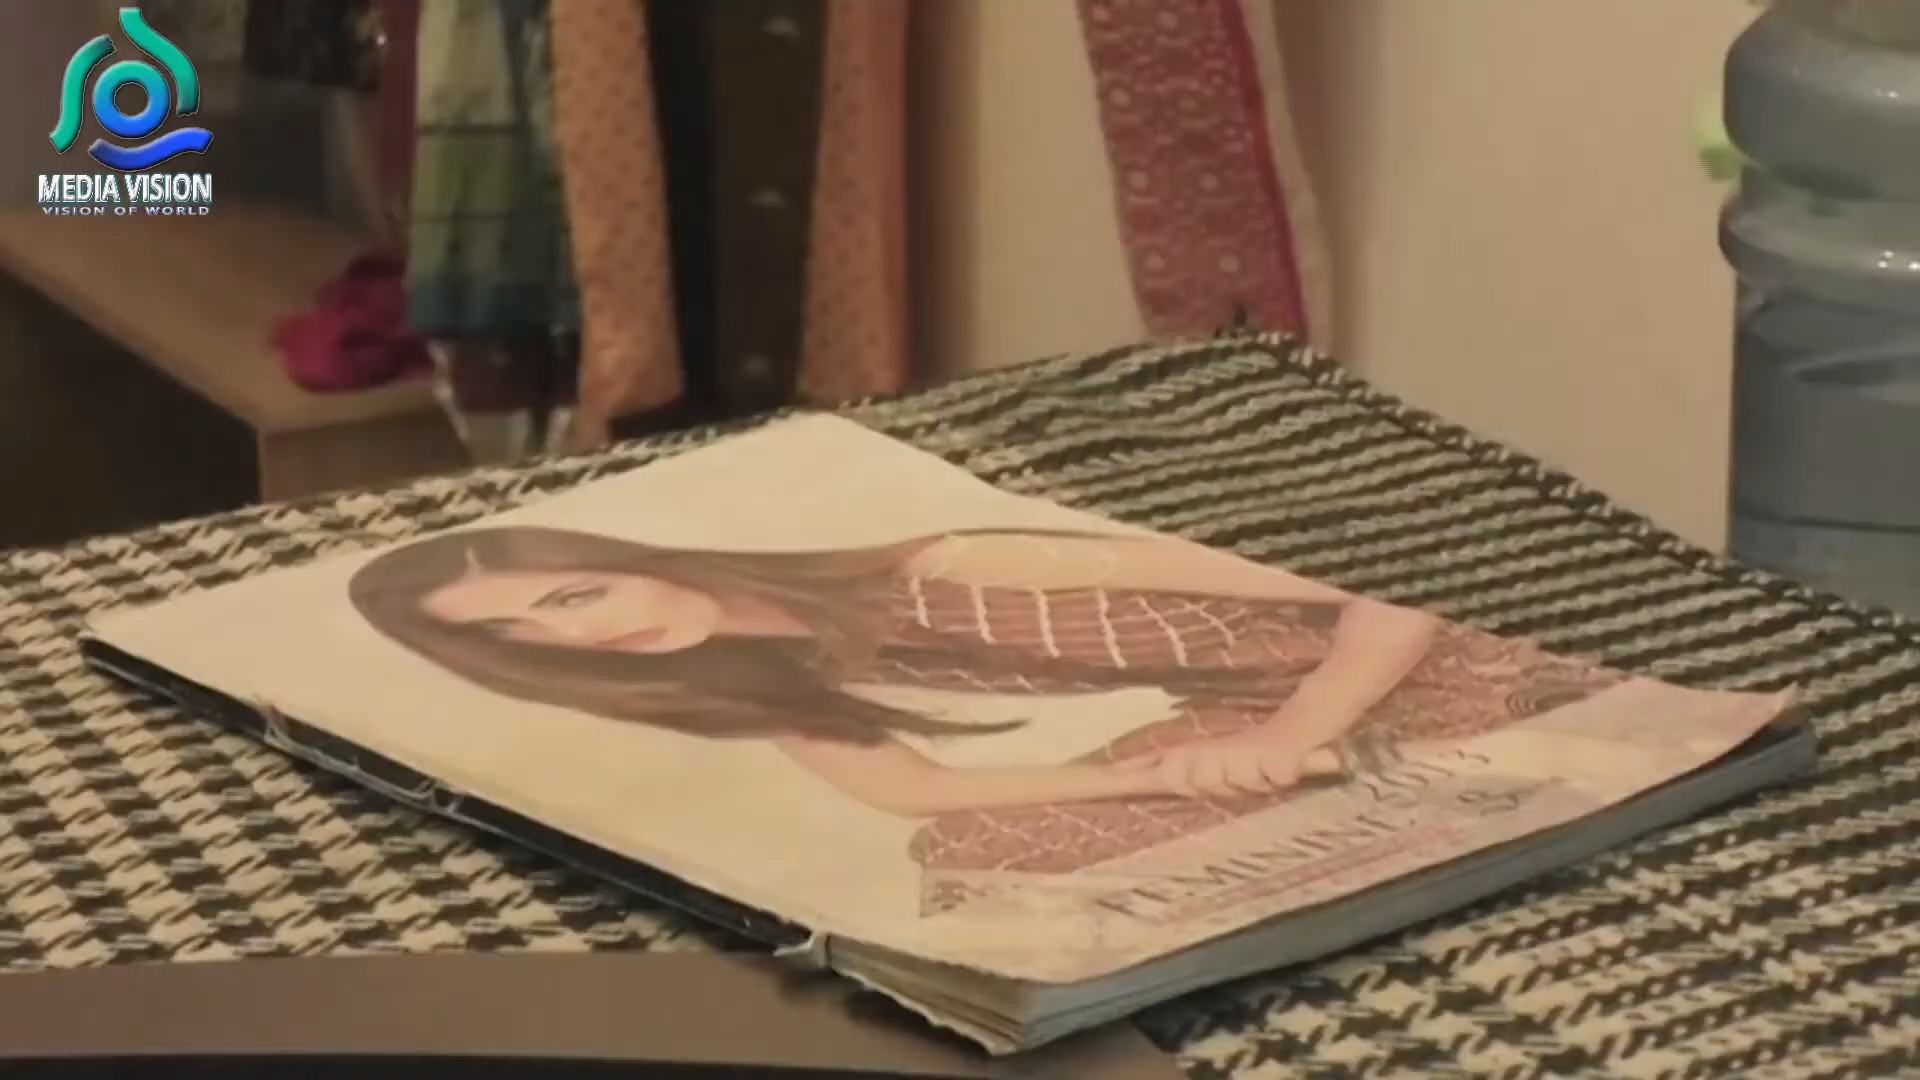 MEDIA VISION
VISION OF WORLD
2013
FEMININE